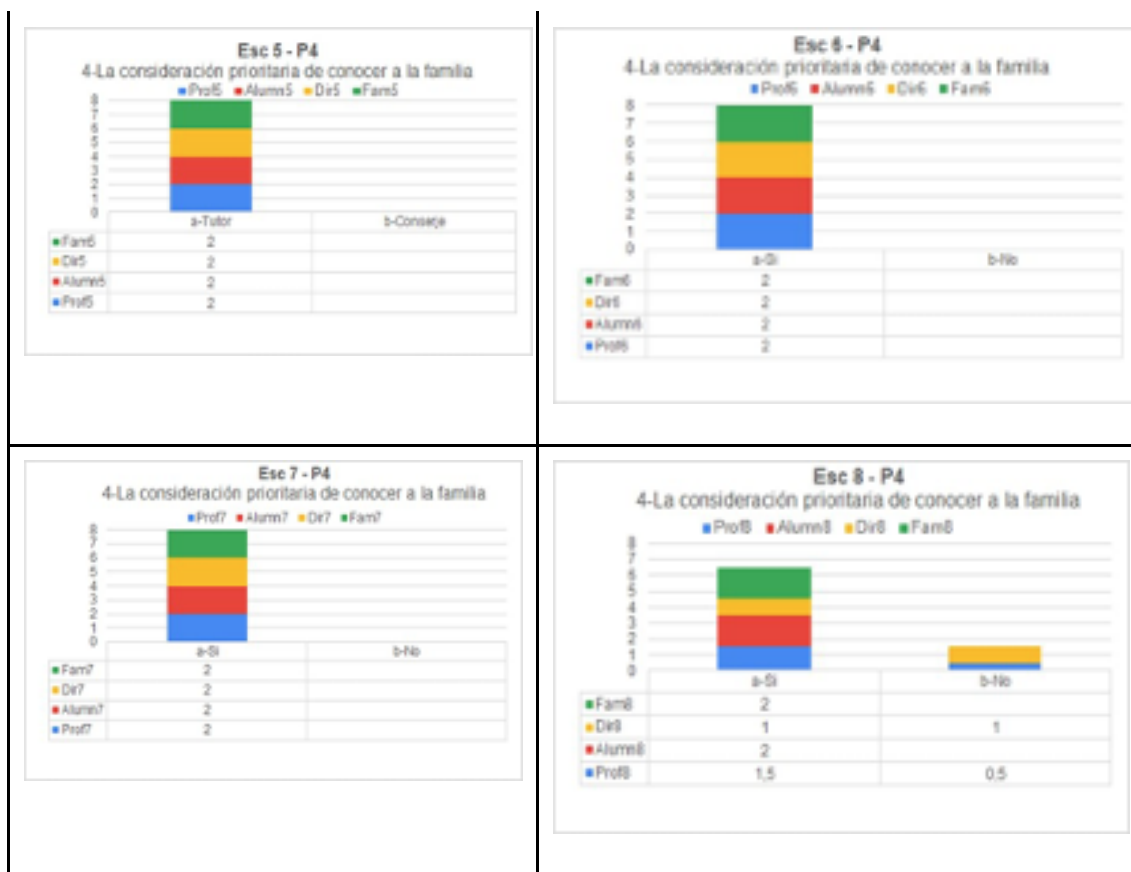 Esc 5 - P4
4-La consideración prioritaria de conocer a la familia
Prof5 Alumn5 Dir5 Fam5
8
7
6
5
4
3
2
1
0
a-Tutor b-Conserje
Fam5 2
Dir5 2
Alumn5 2
Prof5 2
Esc 6 - P4
4-La consideración prioritaria de conocer a la familia
Prof6 Alumn6 Dir6 Fam6
8
7
6
5
4
3
2
1
0
a-Si b-No
Fam6 2
Dir6 2
Alumn6 2
Prof6 2
Esc 7 - P4
4-La consideración prioritaria de conocer a la familia
Prof7 Alumn7 Dir7 Fam7
8
7
6
5
4
3
2
1
0
a-Si b-No
Fam7 2
Dir7 2
Alumn7 2
Prof7 2
Esc 8 - P4
4-La consideración prioritaria de conocer a la familia
Prof8 Alumn8 Dir8 Fam8
8
7
6
5
4
3
2
1
0
a-Si b-No
Fam8 2
Dir8 1 1
Alumn8 2
Prof8 1,5 0,5